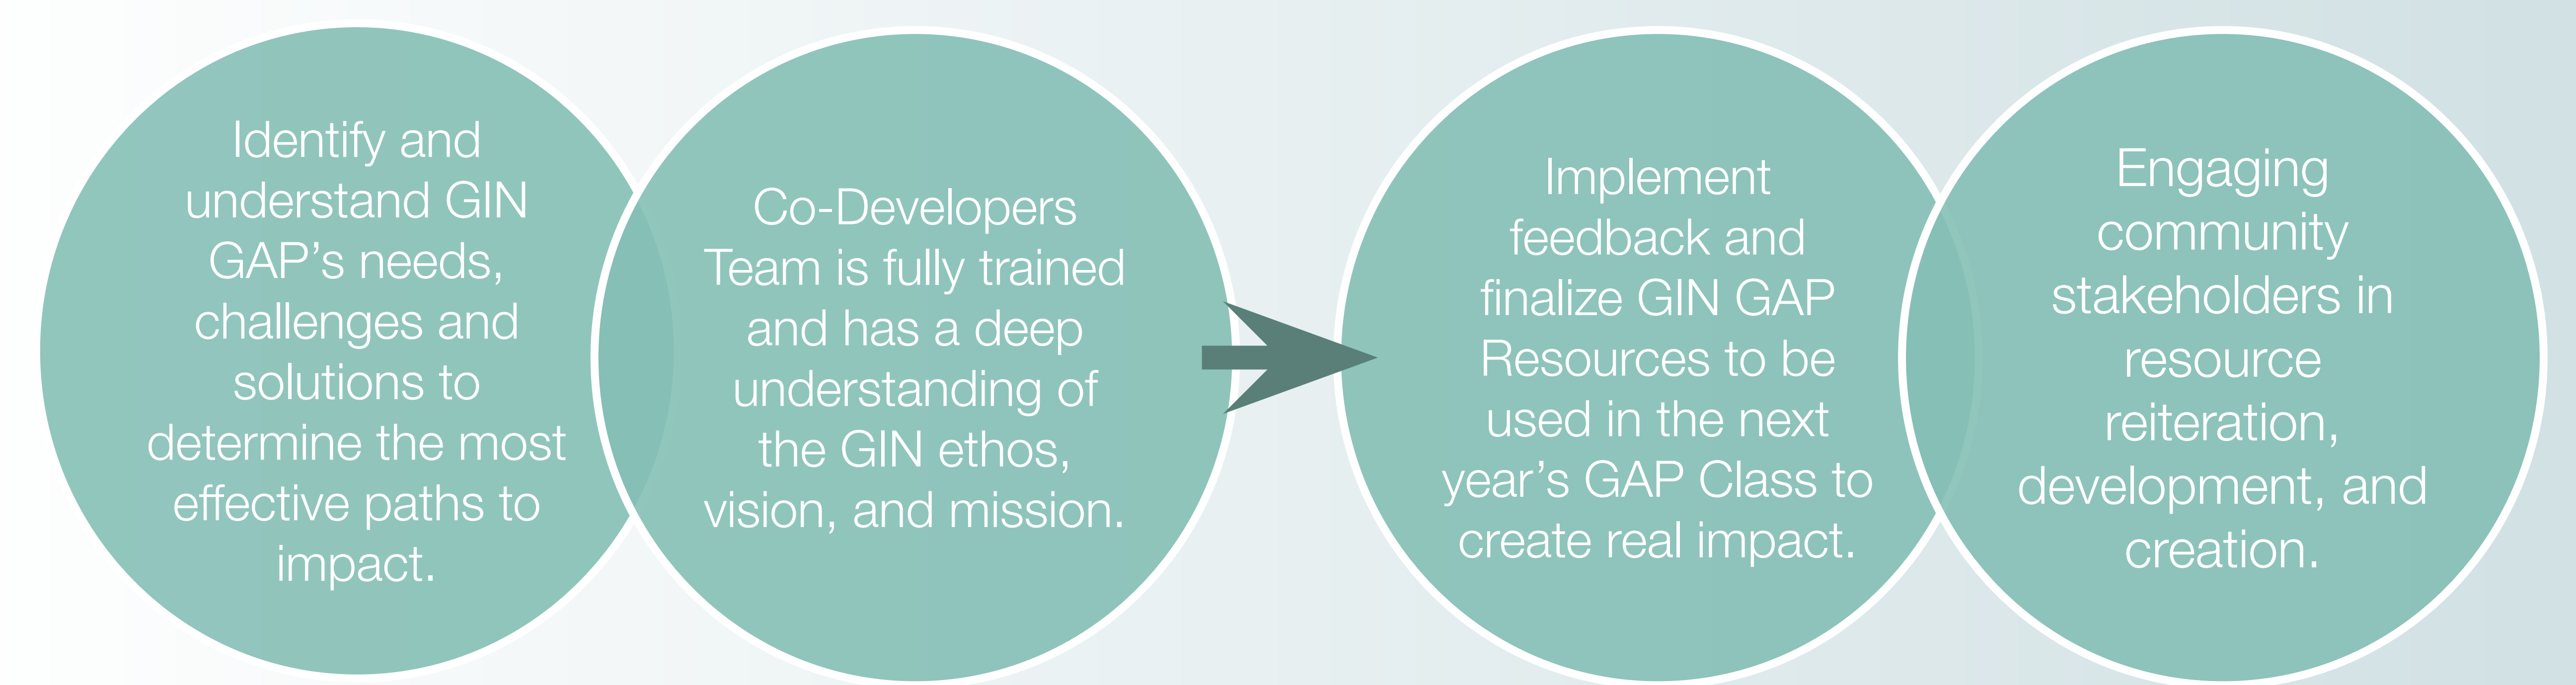 Identify and
understand GIN
GAP’s needs,
challenges and
solutions to
determine the most
effective paths to
impact.
Co-Developers
Team is fully trained
and has a deep
understanding of
the GIN ethos,
vision, and mission.
Implement
feedback and
finalize GIN GAP
Resources to be
used in the next
year’s GAP Class to
create real impact.
Engaging
community
stakeholders in
resource
reiteration,
development, and
creation.